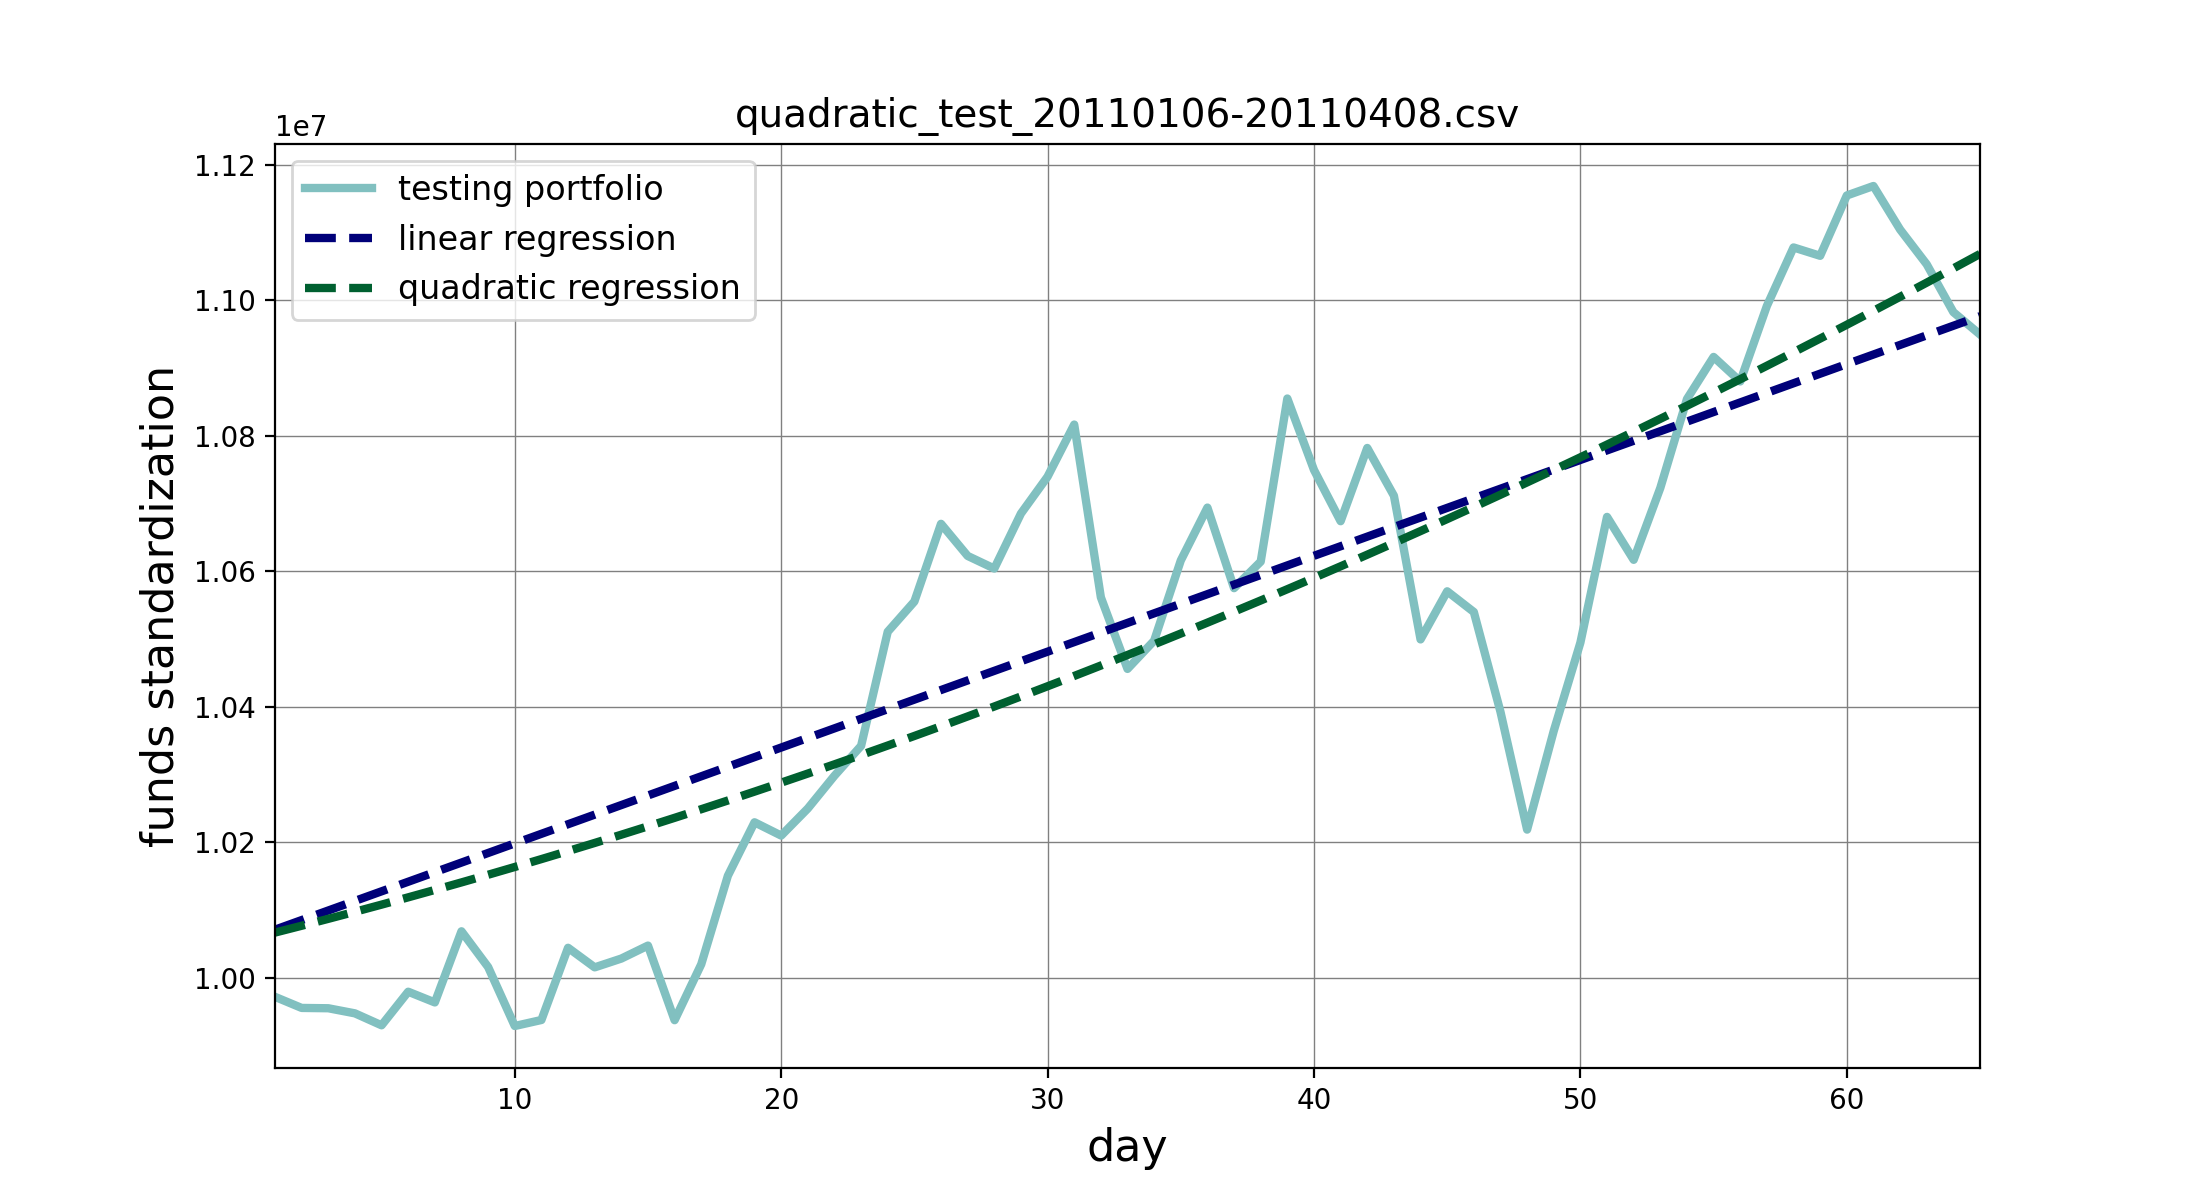 quadratic_test_20110106-20110408.csv
1e7
testing portfolio
linear regression
quadratic regression
1.12
1.10
1.08
1.06
1.04
1.02
1.00
funds standardization
10 20 30 40 50 60
day